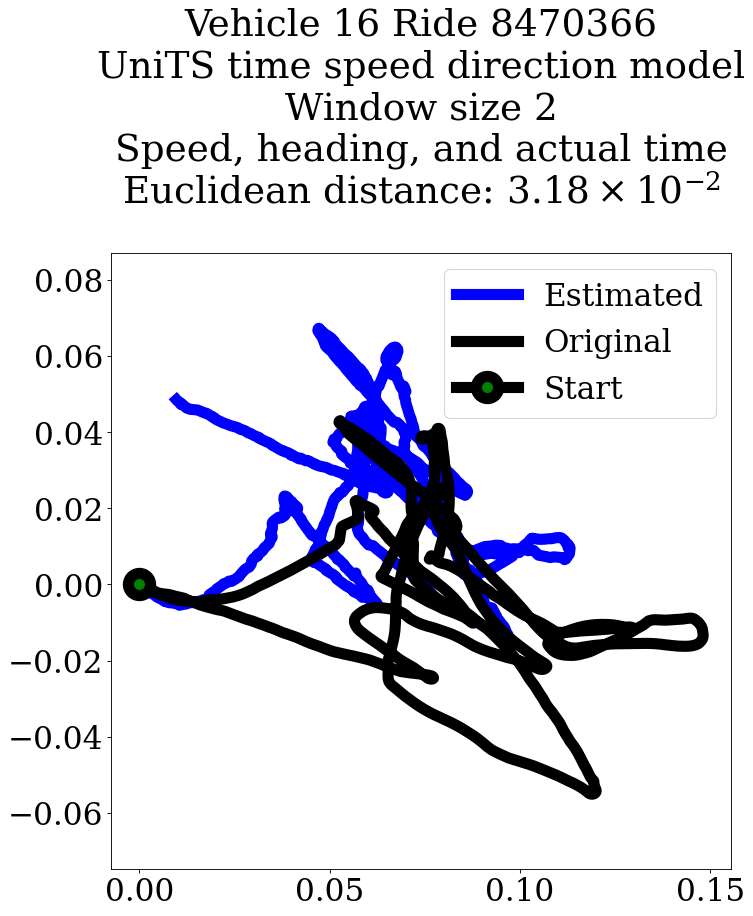 Vehicle 16 Ride 8470366
UniTS time speed direction model
Window size 2
Speed, heading, and actual time
Euclidean distance: 3.18 × 10⁻²
Estimated
Original
Start
0.08
0.06
0.04
0.02
0.00
−0.02
−0.04
−0.06
0.00 0.05 0.10 0.15